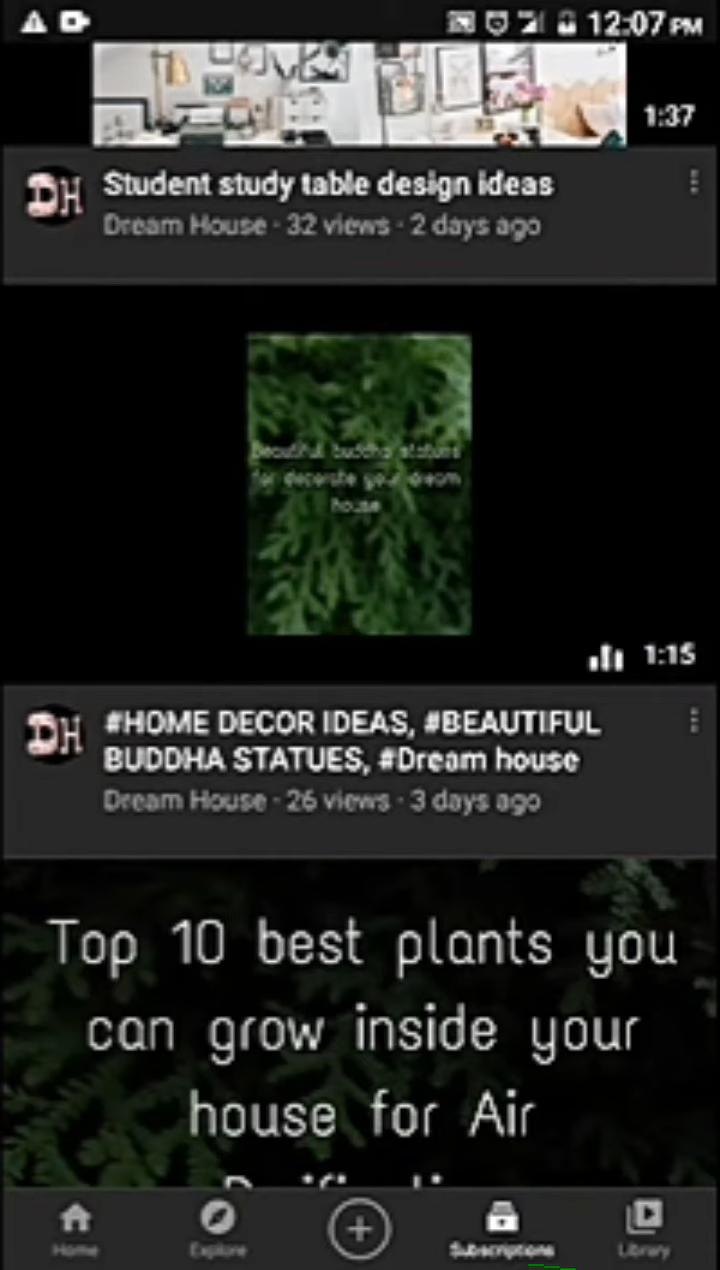 12:07 PM
1:37
DH
Student study table design ideas
Dream House · 32 views · 2 days ago
Beautiful buddha statues
for decorate your dream
house
1:15
DH
#HOME DECOR IDEAS, #BEAUTIFUL
BUDDHA STATUES, #Dream house
Dream House · 26 views · 3 days ago
Top 10 best plants you
can grow inside your
house for Air
Home
Explore
Subscriptions
Library